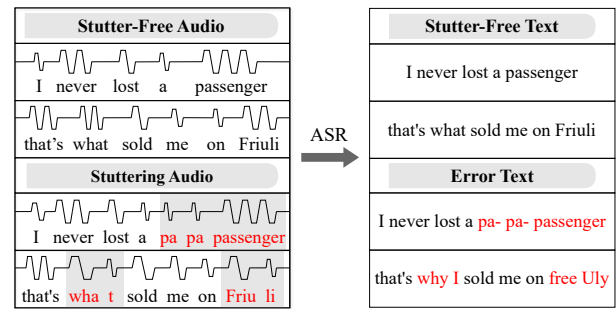 Stutter-Free Audio
I never lost a passenger
that's what sold me on Friuli
Stuttering Audio
I never lost a pa pa passenger
that's wha t sold me on Friu li
ASR
Stutter-Free Text
I never lost a passenger
that's what sold me on Friuli
Error Text
I never lost a pa- pa- passenger
that's why I sold me on free Uly